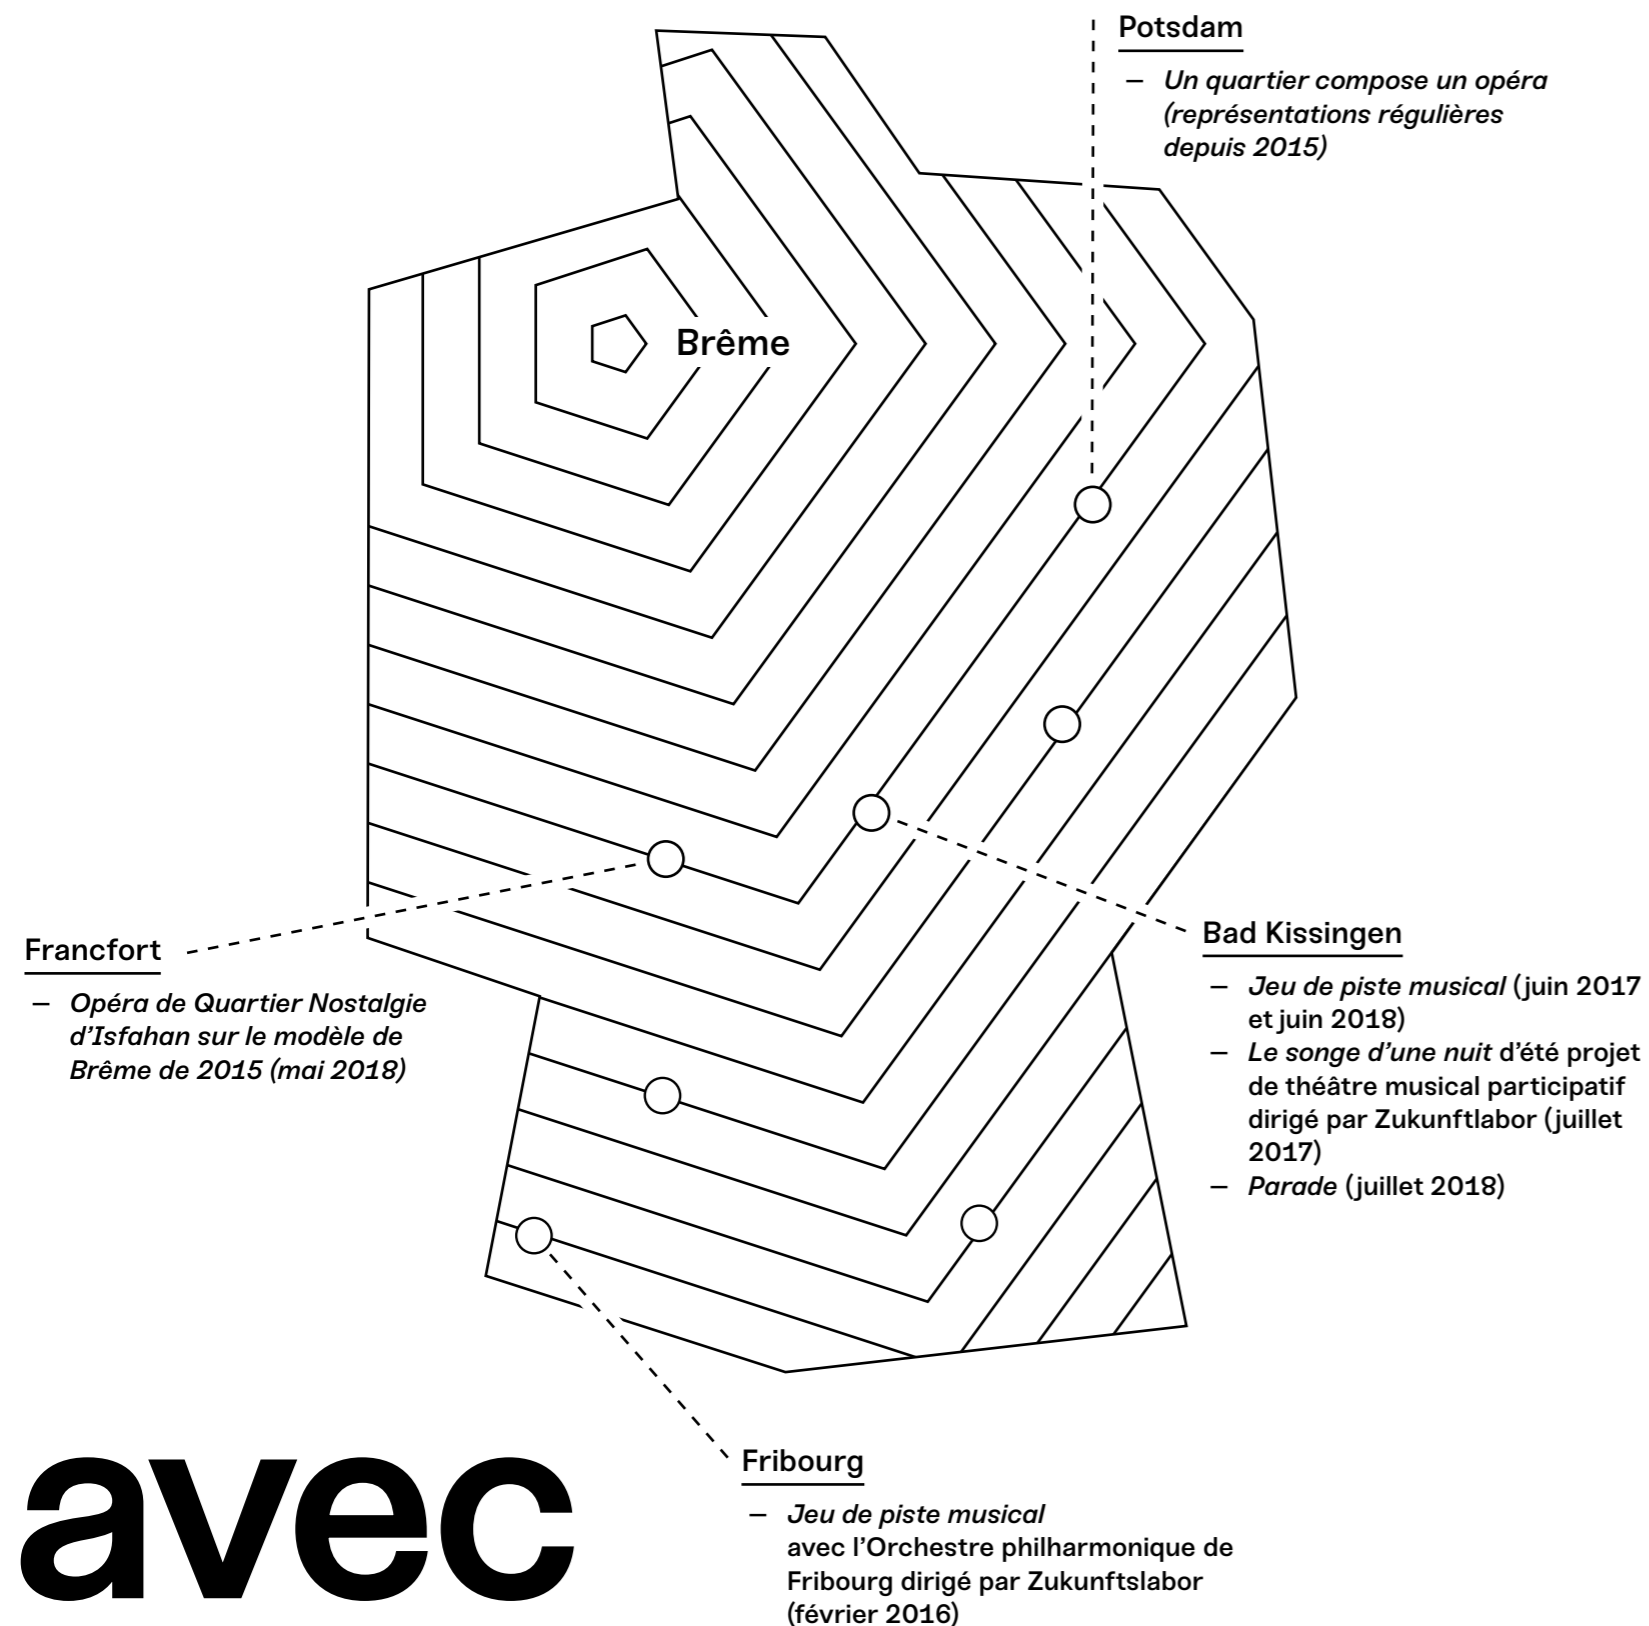 Potsdam
— Un quartier compose un opéra
(représentations régulières
depuis 2015)
Brême
Francfort
— Opéra de Quartier Nostalgie
d’Isfahan sur le modèle de
Brême de 2015 (mai 2018)
Bad Kissingen
— Jeu de piste musical (juin 2017
et juin 2018)
— Le songe d’une nuit d’été projet
de théâtre musical participatif
dirigé par Zukunftlabor (juillet
2017)
— Parade (juillet 2018)
Fribourg
— Jeu de piste musical
avec l’Orchestre philharmonique de
Fribourg dirigé par Zukunftslabor
(février 2016)
avec